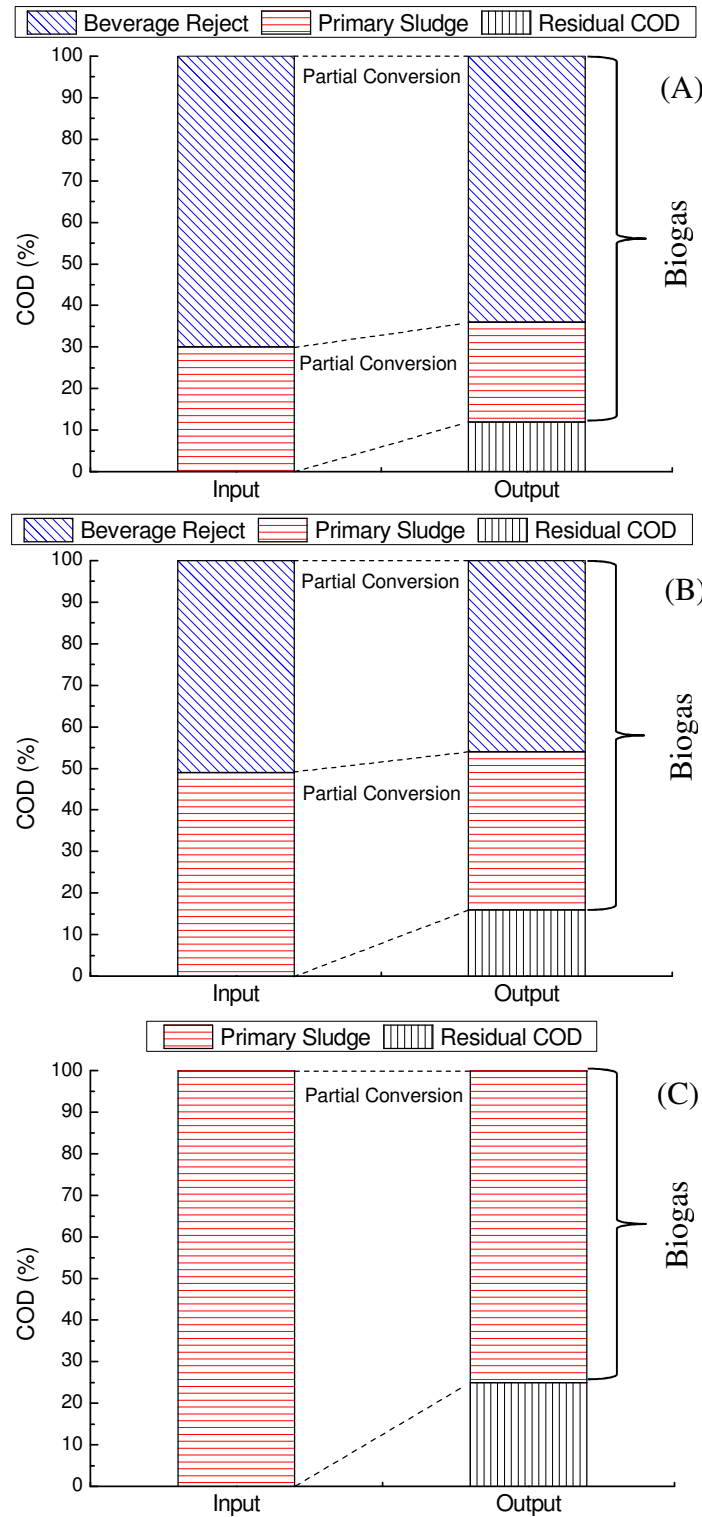 Beverage Reject Primary Sludge Residual COD
100
90
80
70
60
50
40
30
20
10
0
COD (%)
Partial Conversion
Partial Conversion
(A)
Biogas
Input Output
Beverage Reject Primary Sludge Residual COD
100
90
80
70
60
50
40
30
20
10
0
COD (%)
Partial Conversion
Partial Conversion
(B)
Biogas
Input Output
Primary Sludge Residual COD
100
90
80
70
60
50
40
30
20
10
0
COD (%)
Partial Conversion
(C)
Biogas
Input Output